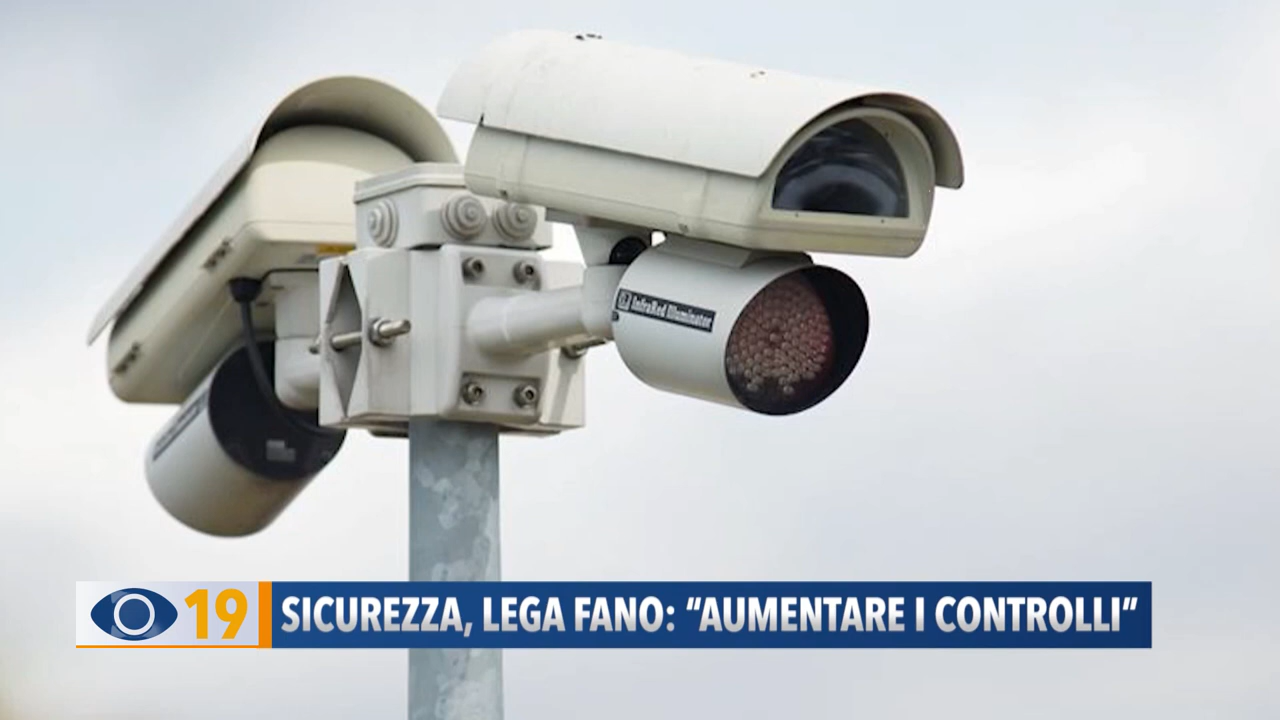 InfraRed Illuminator
19
SICUREZZA, LEGA FANO: “AUMENTARE I CONTROLLI”